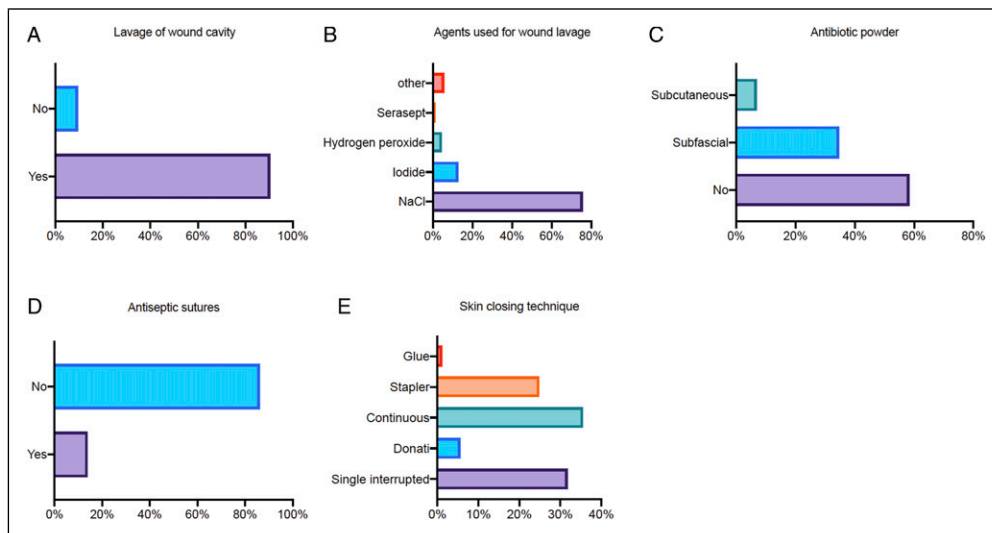 A
Lavage of wound cavity
No
Yes
0% 20% 40% 60% 80% 100%
B
Agents used for wound lavage
other
Serasept
Hydrogen peroxide
Iodide
NaCl
0% 20% 40% 60% 80%
C
Antibiotic powder
Subcutaneous
Subfascial
No
0% 20% 40% 60% 80%
D
Antiseptic sutures
No
Yes
0% 20% 40% 60% 80% 100%
E
Skin closing technique
Glue
Stapler
Continuous
Donati
Single interrupted
0% 10% 20% 30% 40%